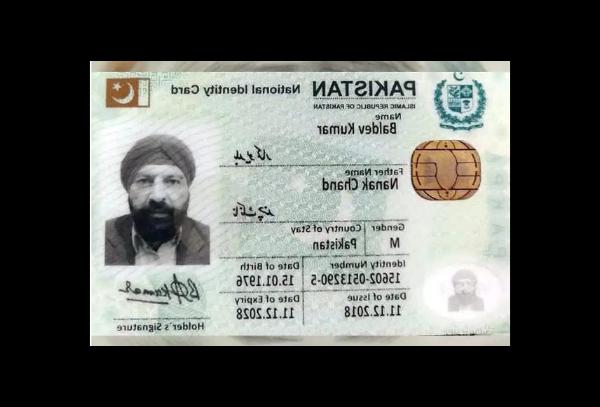 PAKISTAN National Identity Card
ISLAMIC REPUBLIC OF PAKISTAN
Name
Baldev Kumar
Father Name
Nanak Chand
Gender Country of Stay
M Pakistan
Identity Number Date of Birth
15602-0513290-5 15.01.1976
Date of Issue Date of Expiry
11.12.2018 11.12.2028
Holder's Signature